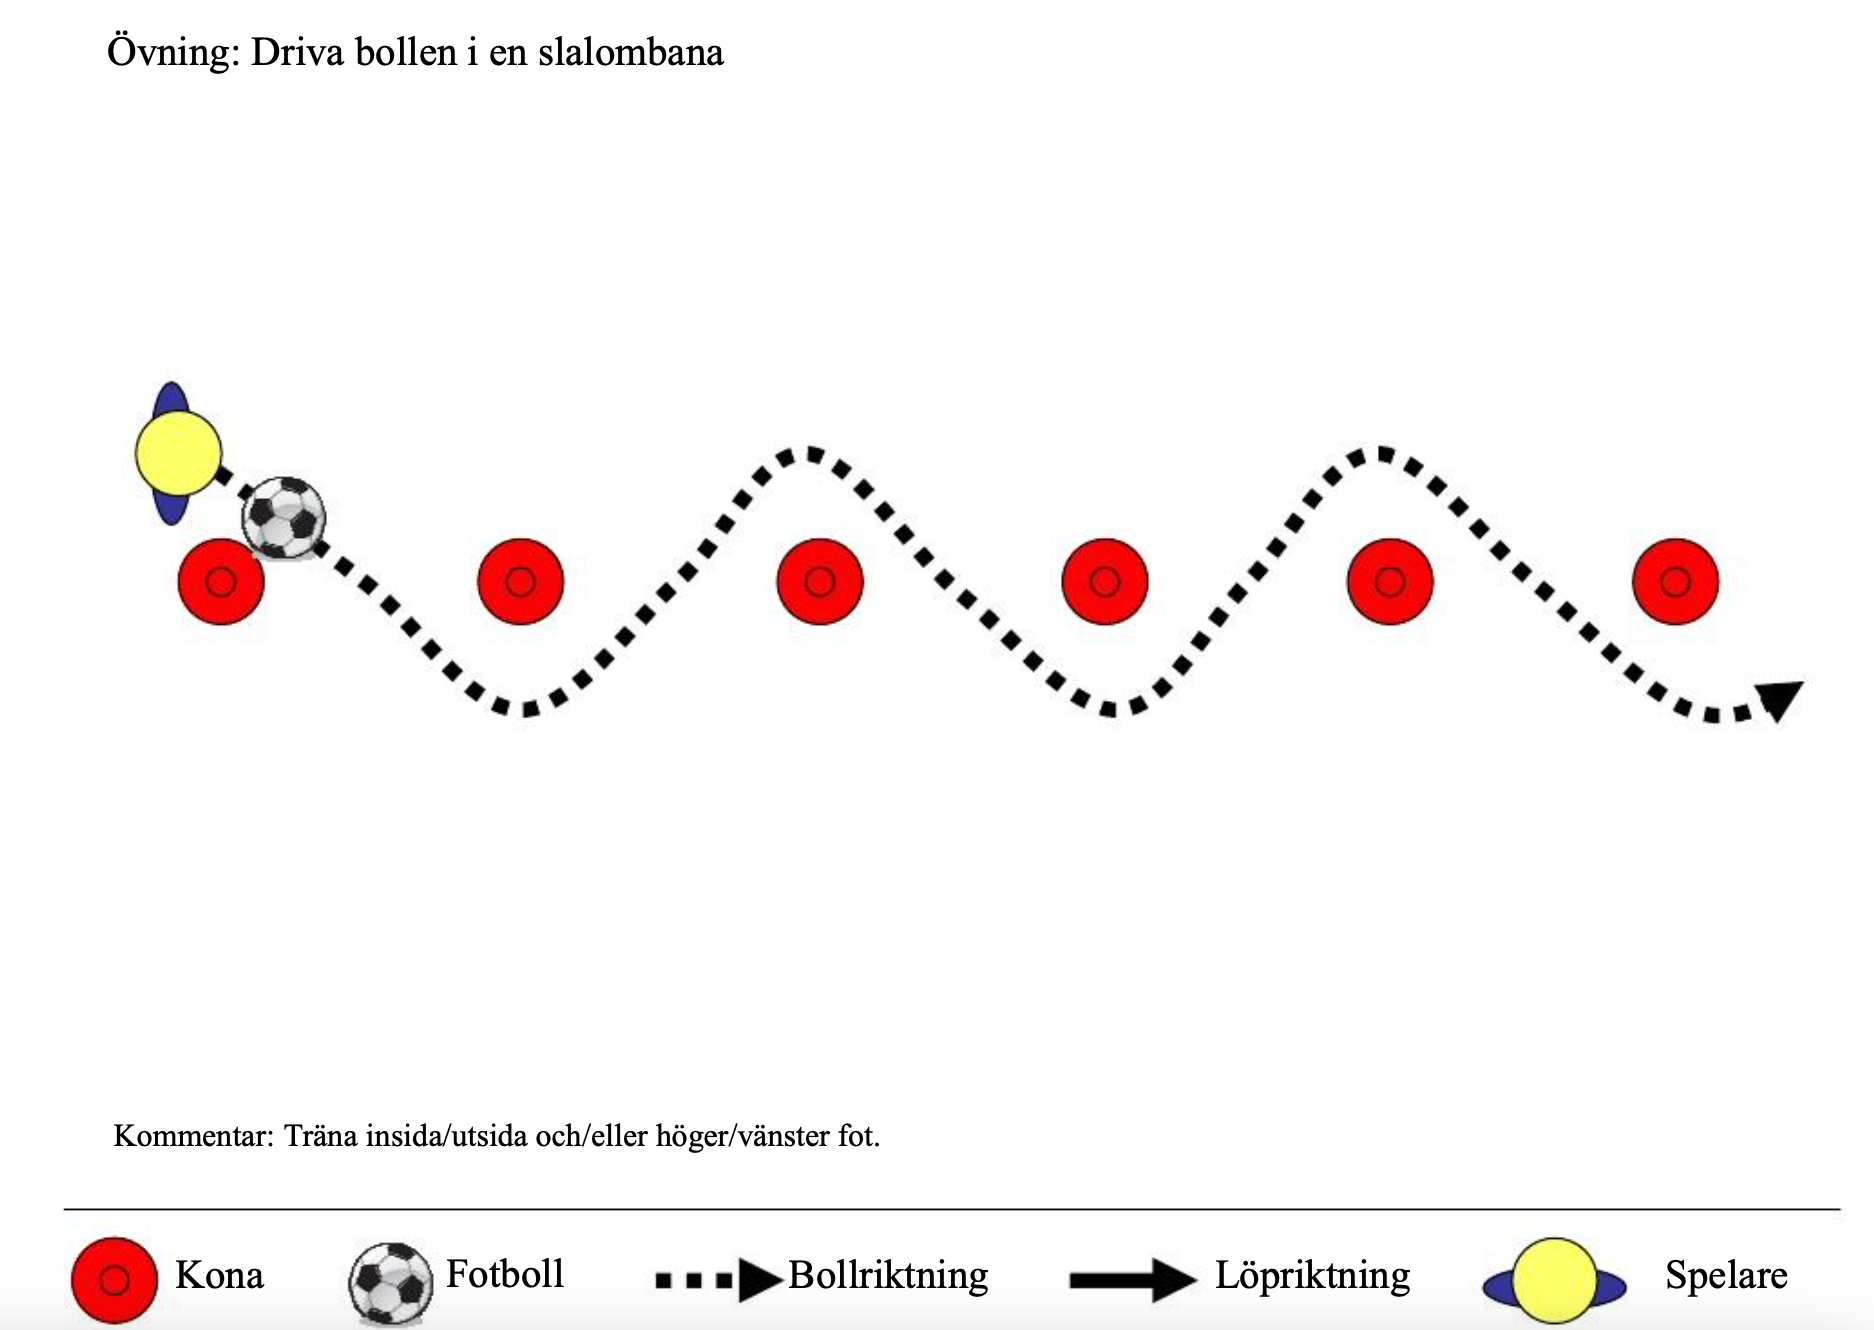 Övning: Driva bollen i en slalombana
Kommentar: Träna insida/utsida och/eller höger/vänster fot.
Kona Fotboll Bollriktning Löpriktning Spelare